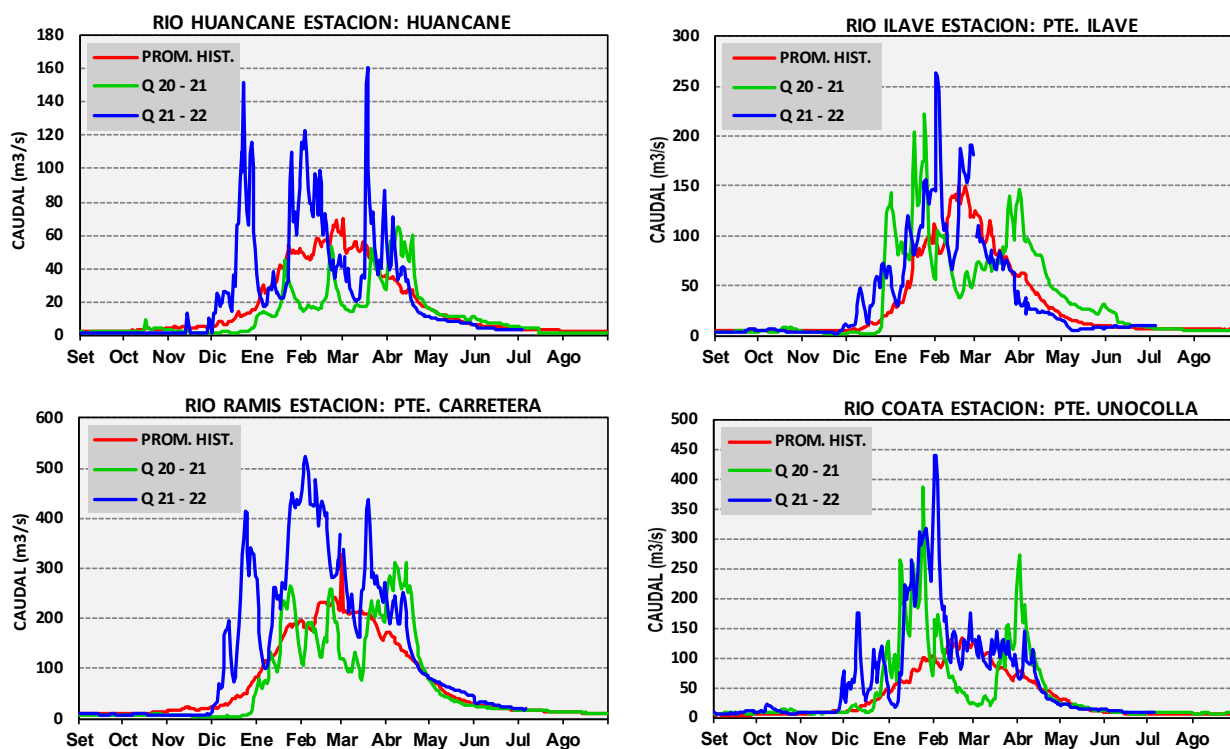 RIO HUANCANE ESTACION: HUANCANE
CAUDAL (m3/s)
180
160
140
120
100
80
60
40
20
0
PROM. HIST.
Q 20 - 21
Q 21 - 22
Set Oct Nov Dic Ene Feb Mar Abr May Jun Jul Ago
RIO ILAVE ESTACION: PTE. ILAVE
CAUDAL (m3/s)
300
250
200
150
100
50
0
PROM. HIST.
Q 20 - 21
Q 21 - 22
Set Oct Nov Dic Ene Feb Mar Abr May Jun Jul Ago
RIO RAMIS ESTACION: PTE. CARRETERA
CAUDAL (m3/s)
600
500
400
300
200
100
0
PROM. HIST.
Q 20 - 21
Q 21 - 22
Set Oct Nov Dic Ene Feb Mar Abr May Jun Jul Ago
RIO COATA ESTACION: PTE. UNOCOLLA
CAUDAL (m3/s)
500
450
400
350
300
250
200
150
100
50
0
PROM. HIST.
Q 20 - 21
Q 21 - 22
Set Oct Nov Dic Ene Feb Mar Abr May Jun Jul Ago